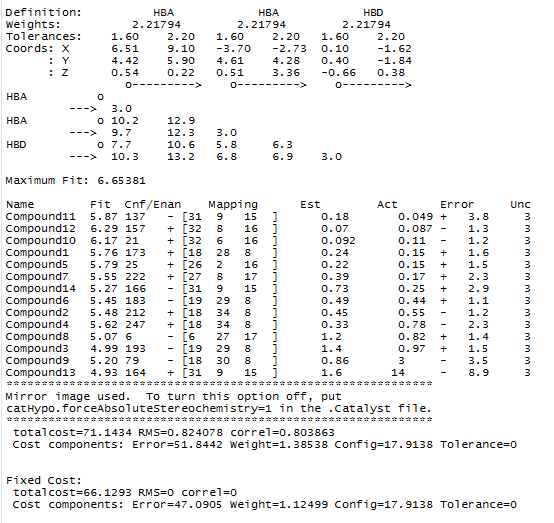 Definition: HBA HBA HBD
Weights: 2.21794 2.21794 2.21794
Tolerances: 1.60 2.20 1.60 2.20 1.60 2.20
Coords: X 6.51 9.10 -3.70 -2.73 0.10 -1.62
: Y 4.42 5.90 4.61 4.28 0.40 -1.84
: Z 0.54 0.22 0.51 3.36 -0.66 0.38
o---------> o---------> o--------->
HBA o
---> 3.0
HBA o 10.2 12.9
---> 9.7 12.3 3.0
HBD o 7.7 10.6 5.8 6.3
---> 10.3 13.2 6.8 6.9 3.0
Maximum Fit: 6.65381
Name Fit Cnf/Enan Mapping Est Act Error Unc
Compound11 5.87 137 - [31 9 15 ] 0.18 0.049 + 3.8 3
Compound12 6.29 157 + [32 8 16 ] 0.07 0.087 - 1.3 3
Compound10 6.17 21 + [32 6 16 ] 0.092 0.11 - 1.2 3
Compound1 5.76 173 + [18 28 8 ] 0.24 0.15 + 1.6 3
Compound5 5.79 25 + [26 2 16 ] 0.22 0.15 + 1.5 3
Compound7 5.55 222 + [27 8 17 ] 0.39 0.17 + 2.3 3
Compound14 5.27 166 - [31 9 15 ] 0.73 0.25 + 2.9 3
Compound6 5.45 183 - [19 29 8 ] 0.49 0.44 + 1.1 3
Compound2 5.48 212 + [18 34 8 ] 0.45 0.55 - 1.2 3
Compound4 5.62 247 + [18 34 8 ] 0.33 0.78 - 2.3 3
Compound8 5.07 6 - [6 27 17 ] 1.2 0.82 + 1.4 3
Compound3 4.99 193 - [19 29 8 ] 1.4 0.97 + 1.5 3
Compound9 5.20 79 - [18 30 8 ] 0.86 3 - 3.5 3
Compound13 4.93 164 + [31 9 15 ] 1.6 14 - 8.9 3
*************************************************************
Mirror image used. To turn this option off, put
catHypo.forceAbsoluteStereochemistry=1 in the .Catalyst file.
*************************************************************
totalcost=71.1434 RMS=0.824078 correl=0.803863
Cost components: Error=51.8442 Weight=1.38538 Config=17.9138 Tolerance=0
Fixed Cost:
totalcost=66.1293 RMS=0 correl=0
Cost components: Error=47.0905 Weight=1.12499 Config=17.9138 Tolerance=0